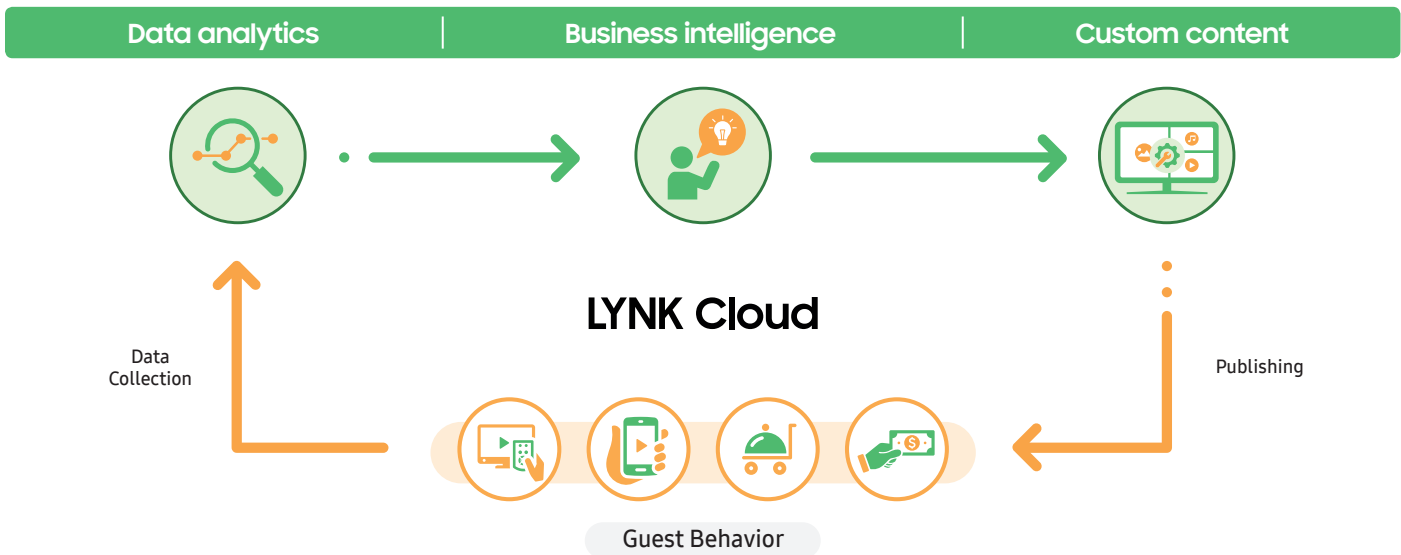 Data analytics
Business intelligence
Custom content
LYNK Cloud
Data
Collection
Publishing
$
Guest Behavior